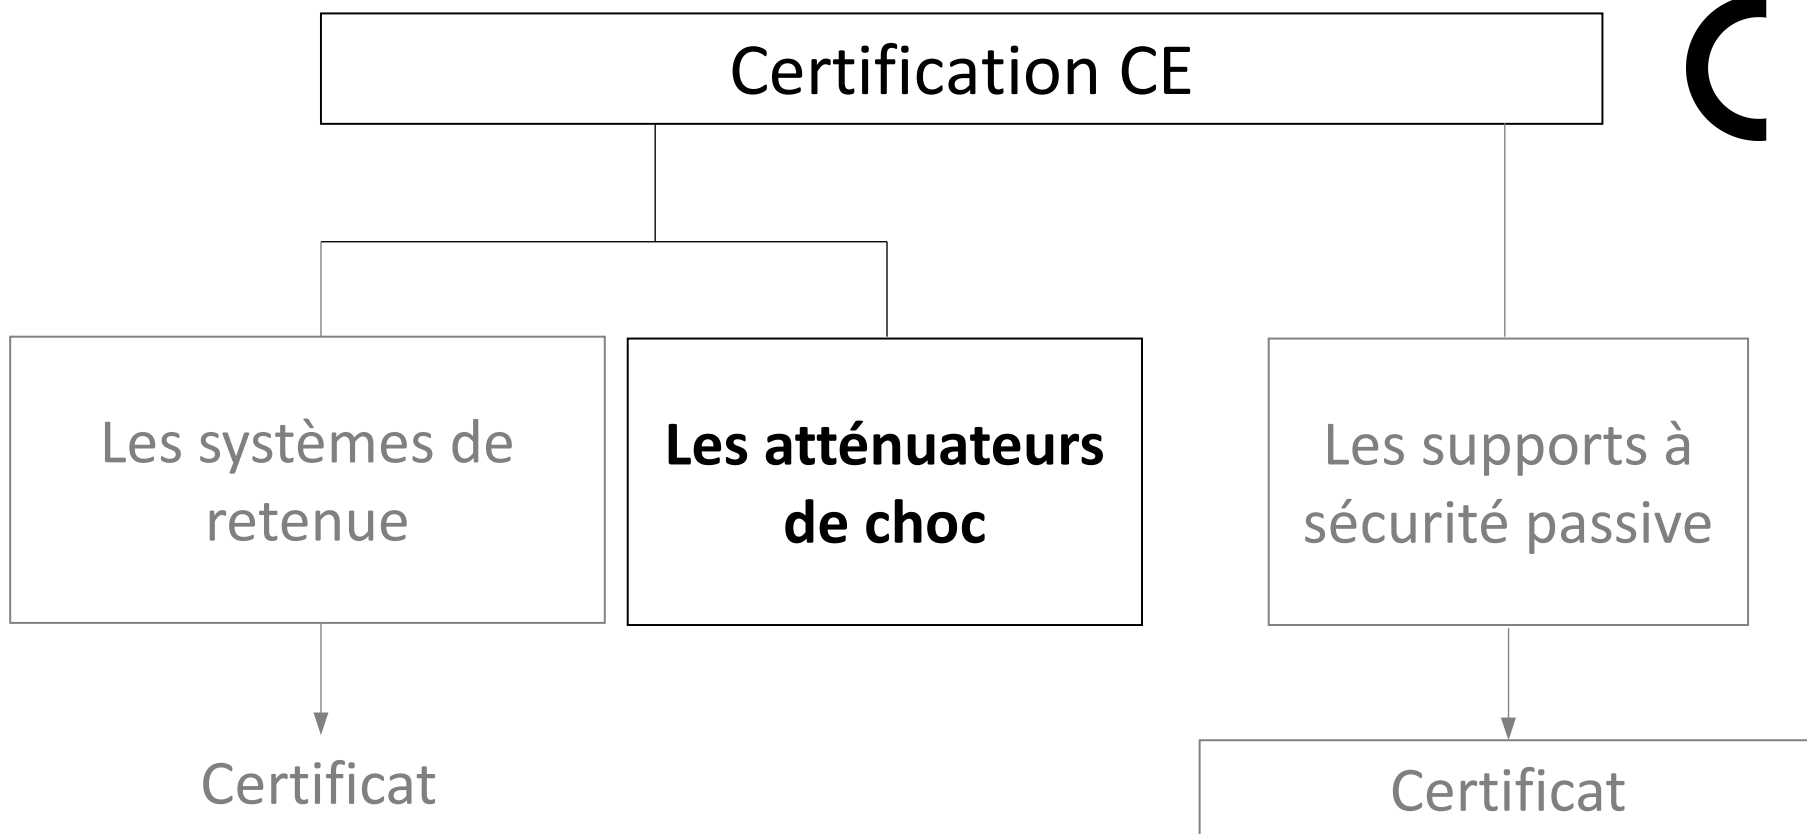 Certification CE
C
Les systèmes de
retenue
Les atténuateurs
de choc
Les supports à
sécurité passive
Certificat
Certificat